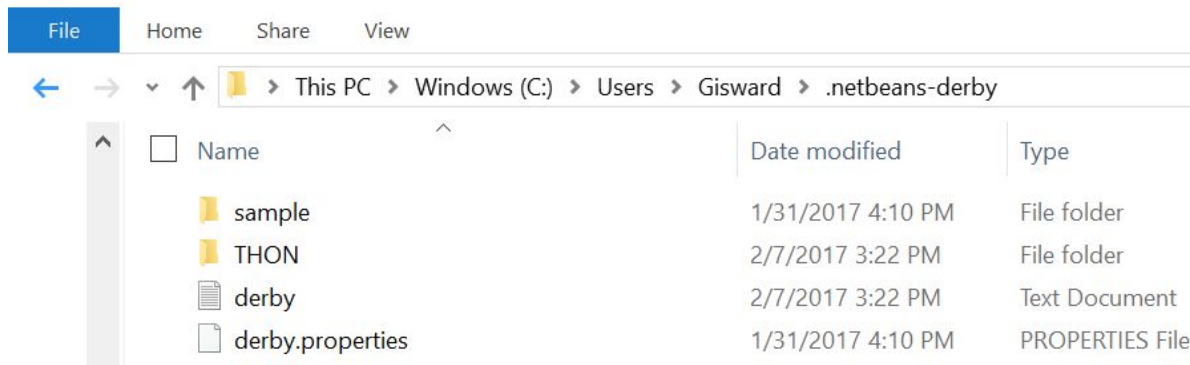 File Home Share View
This PC > Windows (C:) > Users > Gisward > .netbeans-derby
Name Date modified Type
sample 1/31/2017 4:10 PM File folder
THON 2/7/2017 3:22 PM File folder
derby 2/7/2017 3:22 PM Text Document
derby.properties 1/31/2017 4:10 PM PROPERTIES File